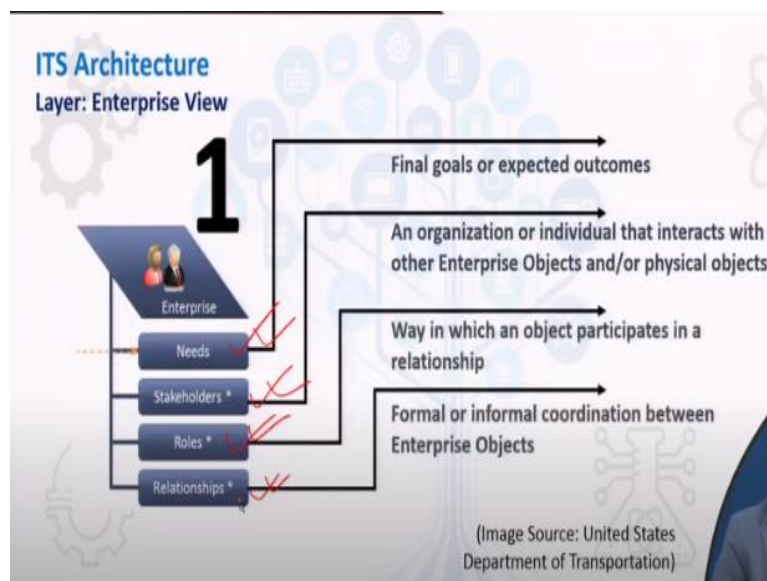 ITS Architecture
Layer: Enterprise View
1
Final goals or expected outcomes
An organization or individual that interacts with
other Enterprise Objects and/or physical objects
Enterprise
Way in which an object participates in a
relationship
Needs
Stakeholders *
Formal or informal coordination between
Enterprise Objects
Roles *
Relationships *
(Image Source: United States
Department of Transportation)